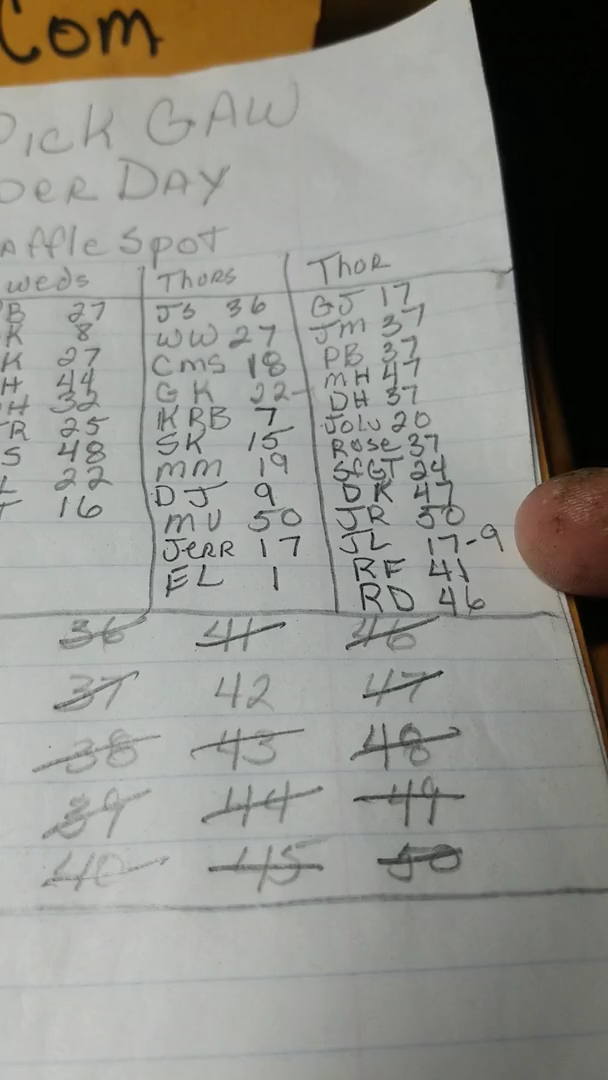 Com
Pick GAW
DER DAY
Affle Spot
weds Thors Thor
B 27 JS 36 GJ 17
K 8 WW 27 JM 37
K 27 CMS 18 PB 37
H 44 GK 22- MH 47
H 32 KBB 7 DH 37
R 25 SK 15 JoLu 20
S 48 MM 19 Rose 37
L 22 DJ 9 SfGT 24
T 16 MU 50 DK 47
Jerr 17 JR 50
FL 1 JL 17-9
RF 41
RD 46
36 41 46
37 42 47
38 43 48
39 44 49
40 45 50